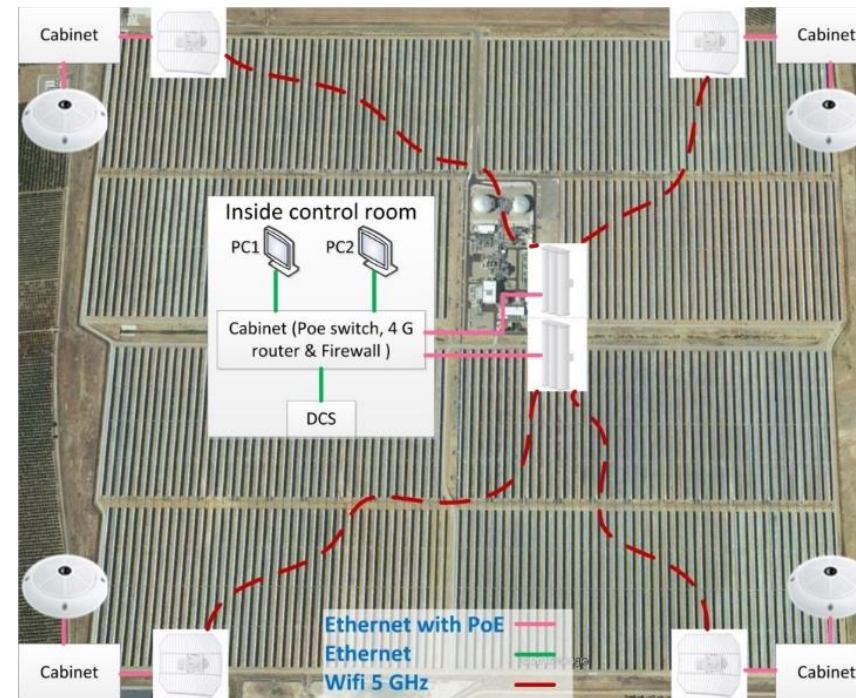 Cabinet
Cabinet
Inside control room
PC1
PC2
Cabinet (Poe switch, 4 G
router & Firewall )
DCS
Ethernet with PoE
Ethernet
Wifi 5 GHz
Cabinet
Cabinet